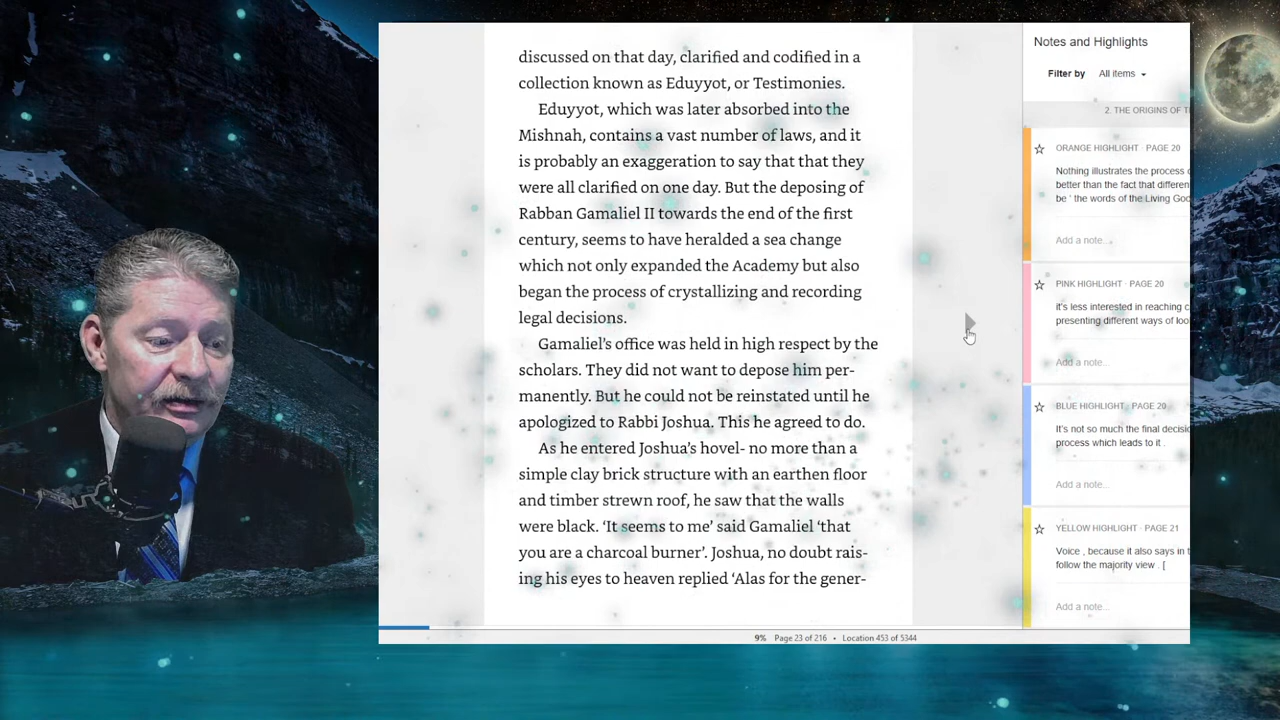 discussed on that day, clarified and codified in a
collection known as Eduyyot, or Testimonies.
Eduyyot, which was later absorbed into the
Mishnah, contains a vast number of laws, and it
is probably an exaggeration to say that that they
were all clarified on one day. But the deposing of
Rabban Gamaliel II towards the end of the first
century, seems to have heralded a sea change
which not only expanded the Academy but also
began the process of crystallizing and recording
legal decisions.
Gamaliel's office was held in high respect by the
scholars. They did not want to depose him per-
manently. But he could not be reinstated until he
apologized to Rabbi Joshua. This he agreed to do.
As he entered Joshua's hovel- no more than a
simple clay brick structure with an earthen floor
and timber strewn roof, he saw that the walls
were black. 'It seems to me' said Gamaliel 'that
you are a charcoal burner'. Joshua, no doubt rais-
ing his eyes to heaven replied 'Alas for the gener-
9% Page 23 of 216 • Location 453 of 5344
Notes and Highlights
Filter by All items
2. THE ORIGINS OF T
ORANGE HIGHLIGHT · PAGE 20
Nothing illustrates the process
better than the fact that differen
be ' the words of the Living Goo
Add a note...
PINK HIGHLIGHT · PAGE 20
it's less interested in reaching c
presenting different ways of loo
Add a note...
BLUE HIGHLIGHT · PAGE 20
It's not so much the final decisi
process which leads to it .
Add a note...
YELLOW HIGHLIGHT · PAGE 21
Voice , because it also says in t
follow the majority view . [
Add a note...